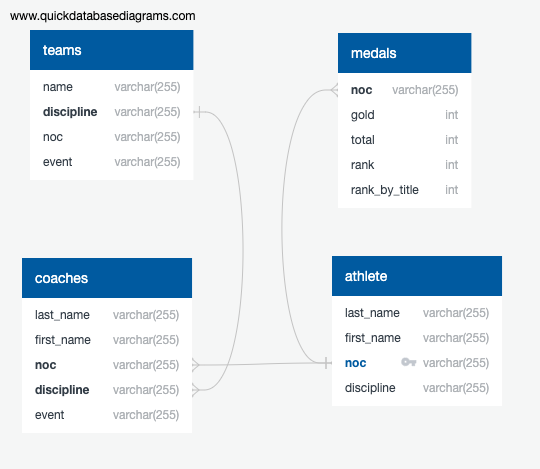 www.quickdatabasediagrams.com
teams
name varchar(255)
discipline varchar(255)
noc varchar(255)
event varchar(255)
medals
noc varchar(255)
gold int
total int
rank int
rank_by_title int
coaches
last_name varchar(255)
first_name varchar(255)
noc varchar(255)
discipline varchar(255)
event varchar(255)
athlete
last_name varchar(255)
first_name varchar(255)
noc varchar(255)
discipline varchar(255)